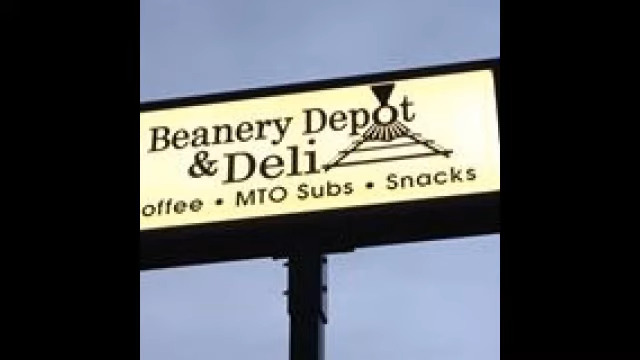 Beanery Depot
& Deli
offee • MTO Subs • Snacks